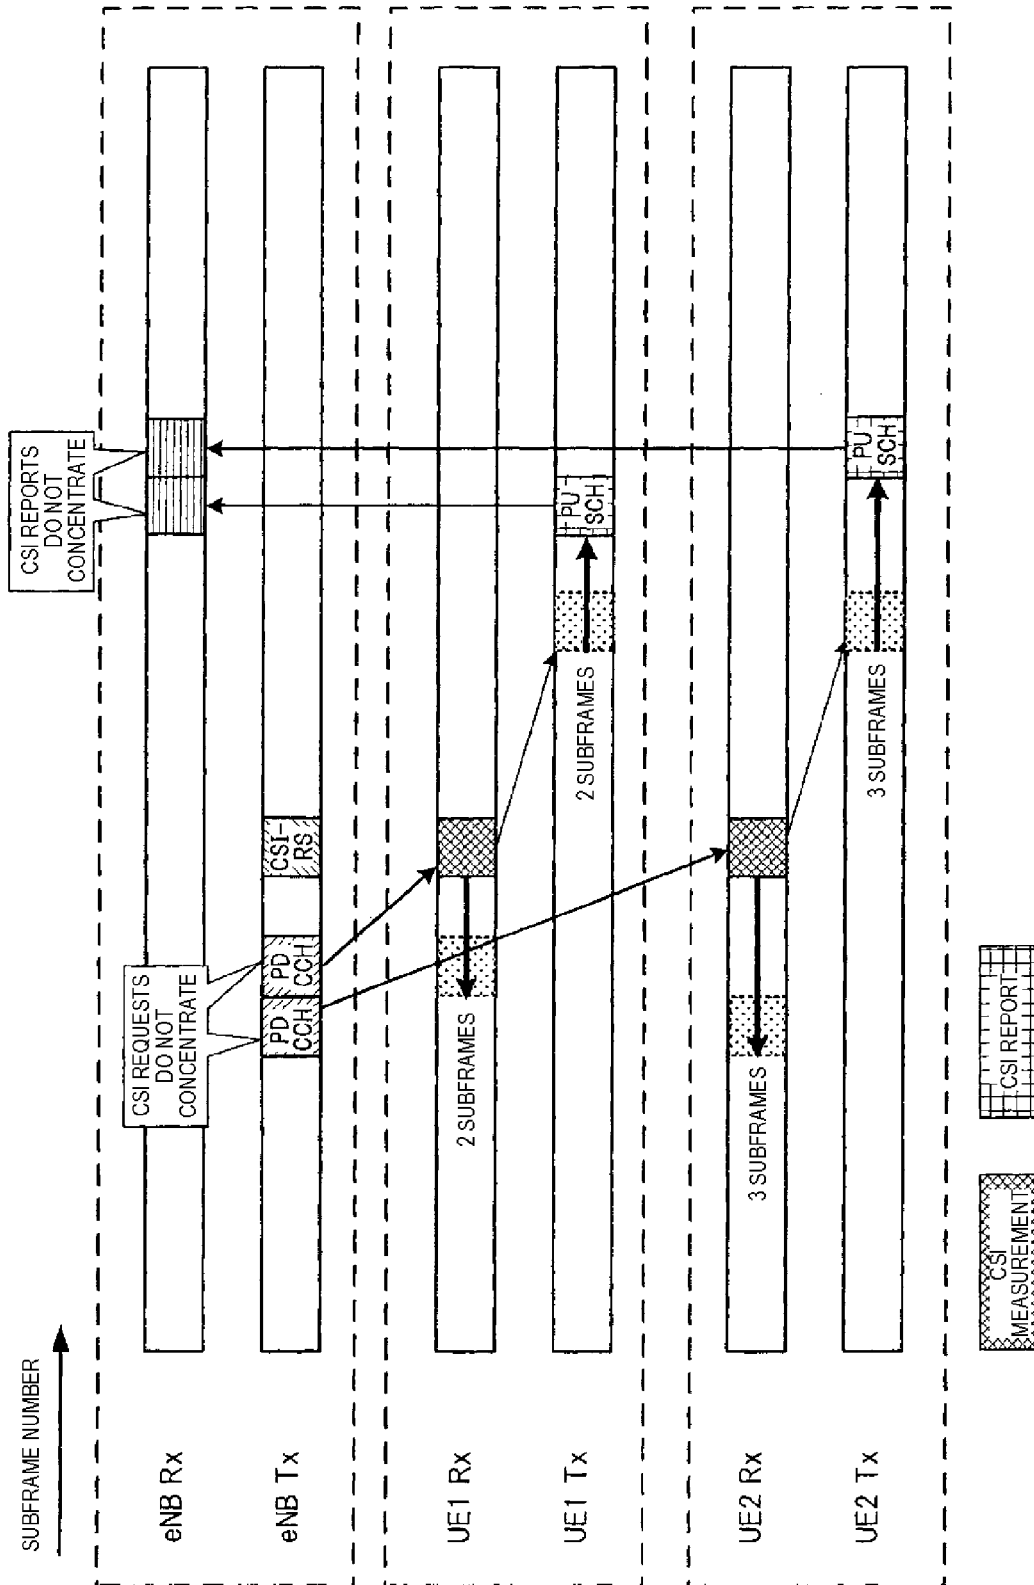 SUBFRAME NUMBER
CSI REPORTS
DO NOT
CONCENTRATE
eNB Rx
CSI REQUESTS
DO NOT
CONCENTRATE
eNB Tx
PD
CCH
PD
CCH
CSI-
RS
UE1 Rx
2 SUBFRAMES
UE1 Tx
2 SUBFRAMES
PU
SCH
UE2 Rx
3 SUBFRAMES
UE2 Tx
3 SUBFRAMES
PU
SCH
CSI
MEASUREMENT
CSI REPORT